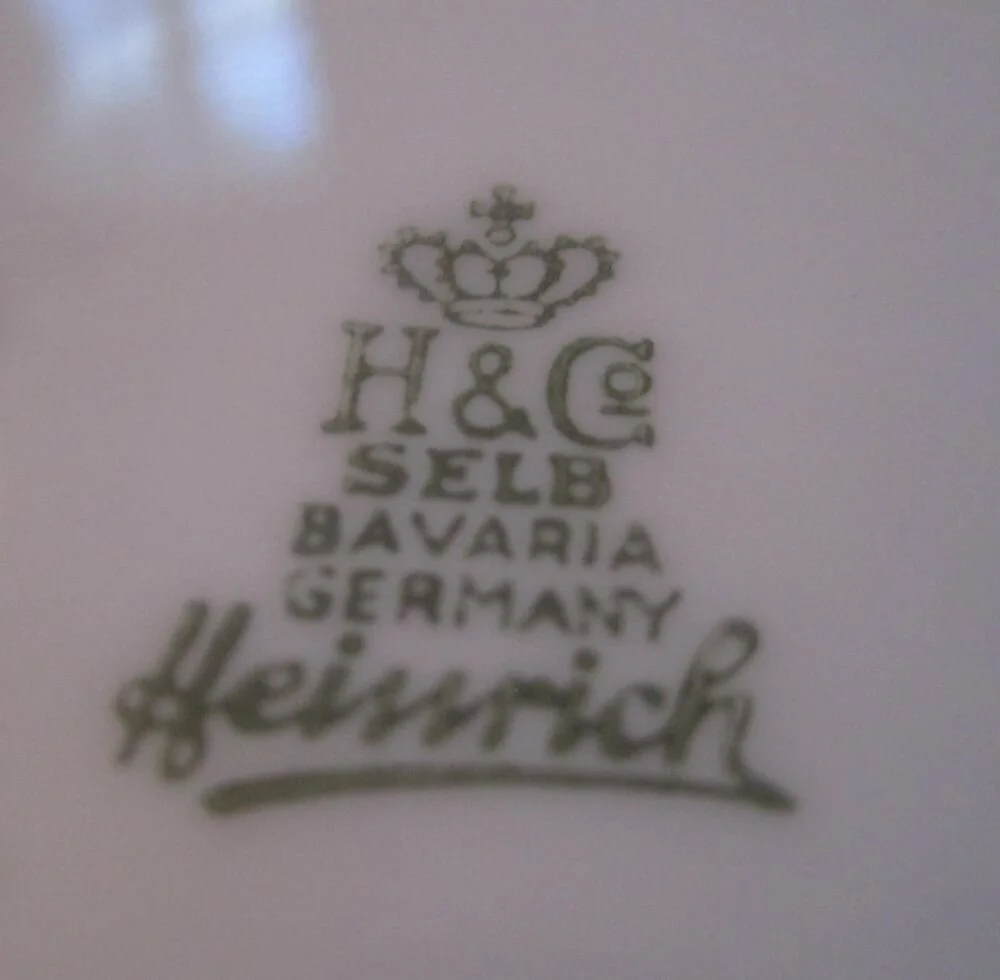 H & Co
SELB
BAVARIA
GERMANY
Heinrich